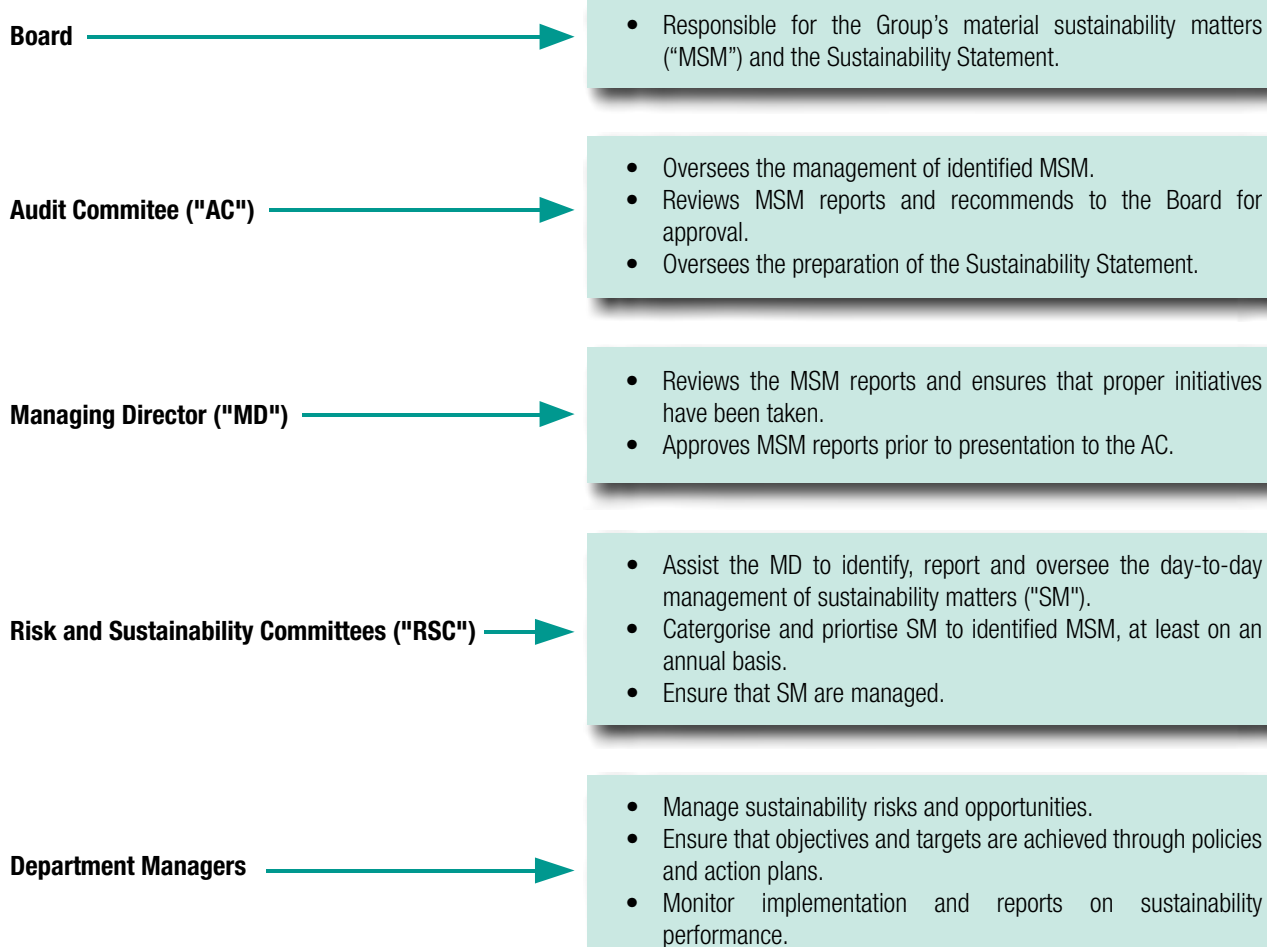 Board
• Responsible for the Group's material sustainability matters
(“MSM”) and the Sustainability Statement.
Audit Commitee ("AC")
• Oversees the management of identified MSM.
• Reviews MSM reports and recommends to the Board for
approval.
• Oversees the preparation of the Sustainability Statement.
Managing Director ("MD")
• Reviews the MSM reports and ensures that proper initiatives
have been taken.
• Approves MSM reports prior to presentation to the AC.
Risk and Sustainability Committees ("RSC")
• Assist the MD to identify, report and oversee the day-to-day
management of sustainability matters ("SM").
• Catergorise and priortise SM to identified MSM, at least on an
annual basis.
• Ensure that SM are managed.
Department Managers
• Manage sustainability risks and opportunities.
• Ensure that objectives and targets are achieved through policies
and action plans.
• Monitor implementation and reports on sustainability
performance.